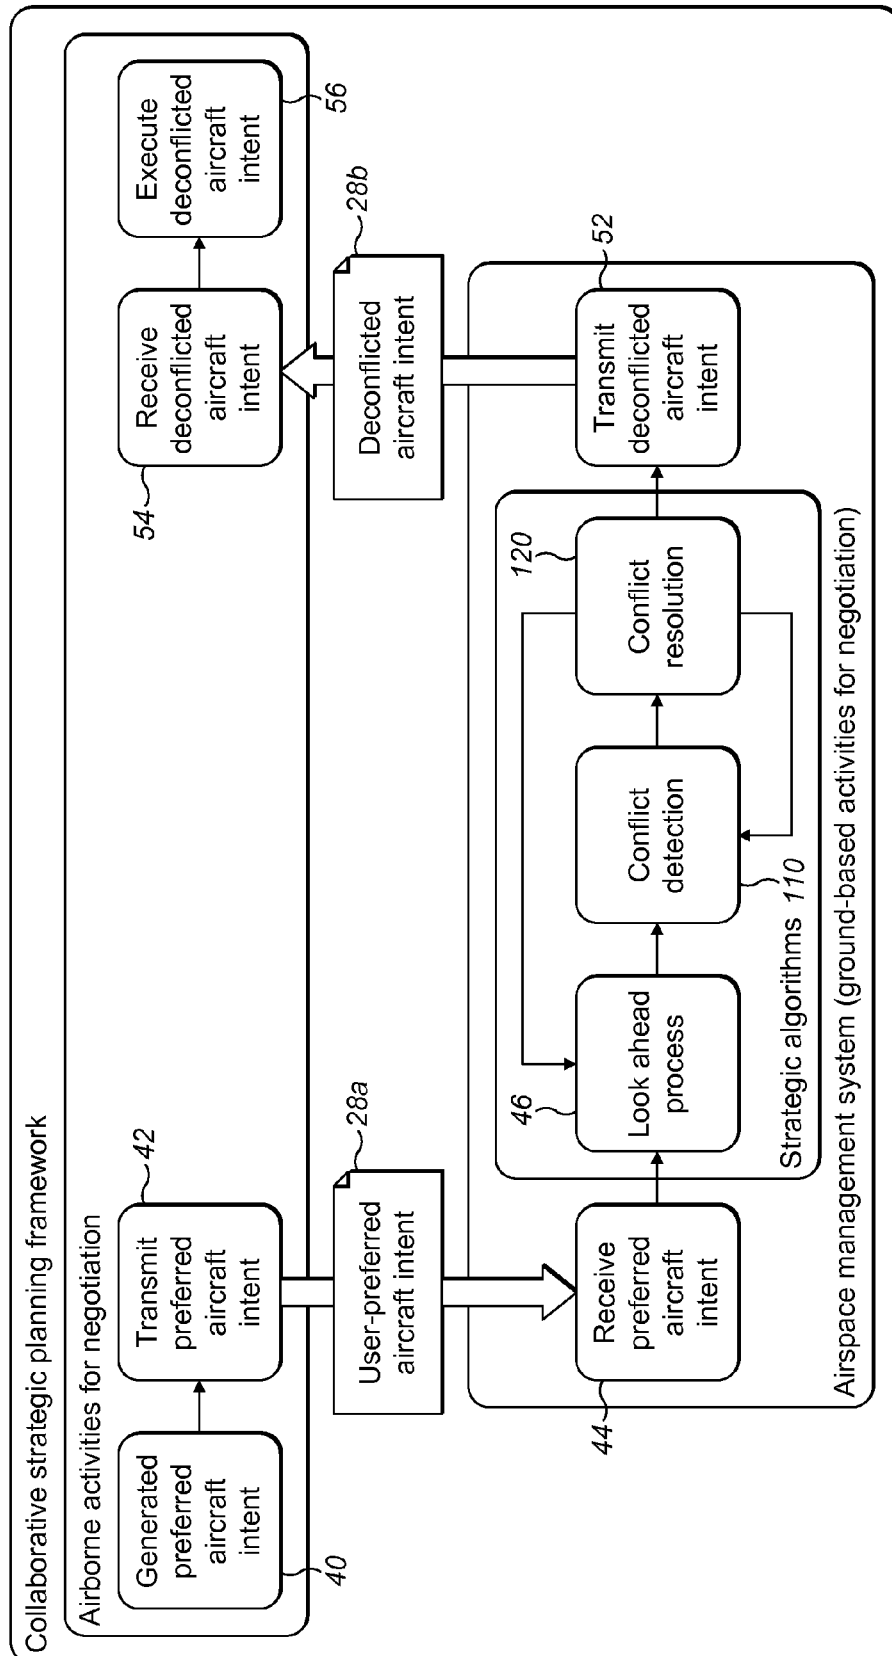 Collaborative strategic planning framework
Airborne activities for negotiation
Generated
preferred
aircraft
intent
40
Transmit
preferred
aircraft
intent
42
Receive
deconflicted
aircraft
intent
54
Execute
deconflicted
aircraft
intent
56
User-preferred
aircraft intent
28a
Deconflicted
aircraft intent
28b
Receive
preferred
aircraft
intent
44
Look ahead
process
46
Conflict
detection
110
Conflict
resolution
120
Strategic algorithms
Transmit
deconflicted
aircraft
intent
52
Airspace management system (ground-based activities for negotiation)